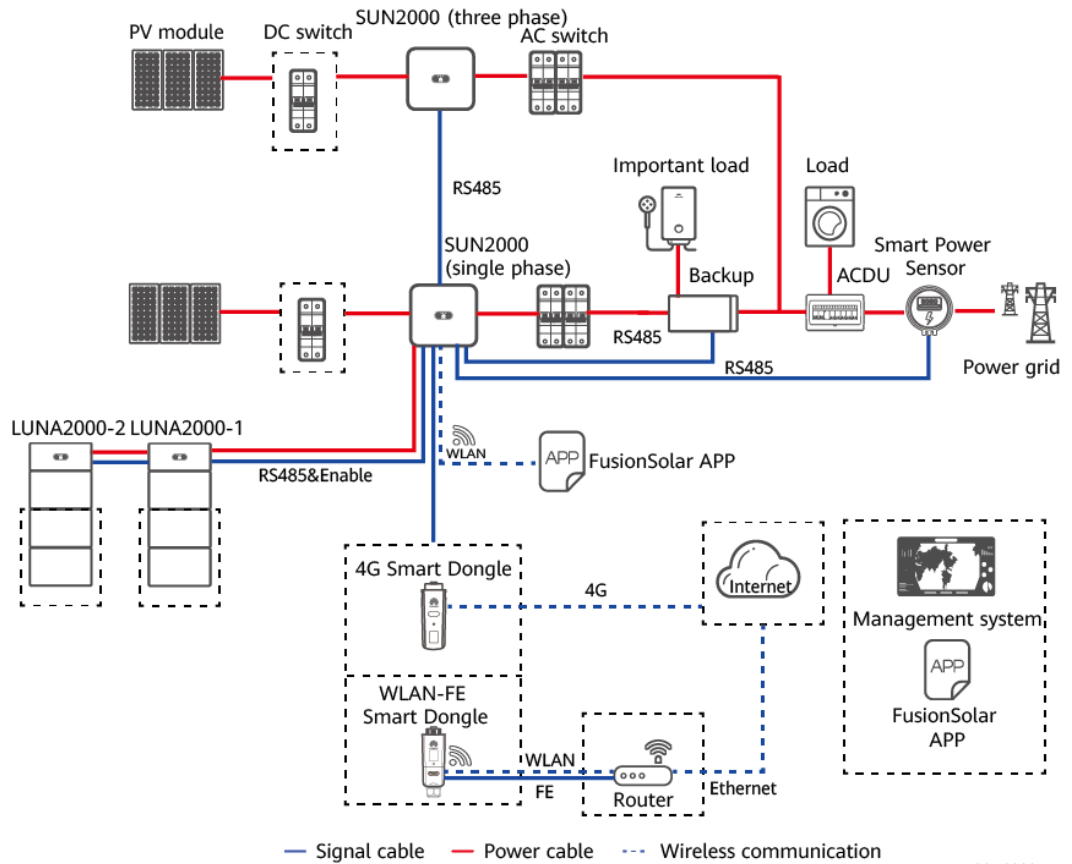 SUN2000 (three phase)
PV module
DC switch
AC switch
RS485
Important load
Load
SUN2000
(single phase)
Smart Power
Sensor
Backup
ACDU
RS485
RS485
Power grid
LUNA2000-2
LUNA2000-1
RS485&Enable
WLAN
APP
FusionSolar APP
4G Smart Dongle
4G
Internet
Management system
APP
FusionSolar
APP
WLAN-FE
Smart Dongle
WLAN
FE
Router
Ethernet
Signal cable
Power cable
Wireless communication